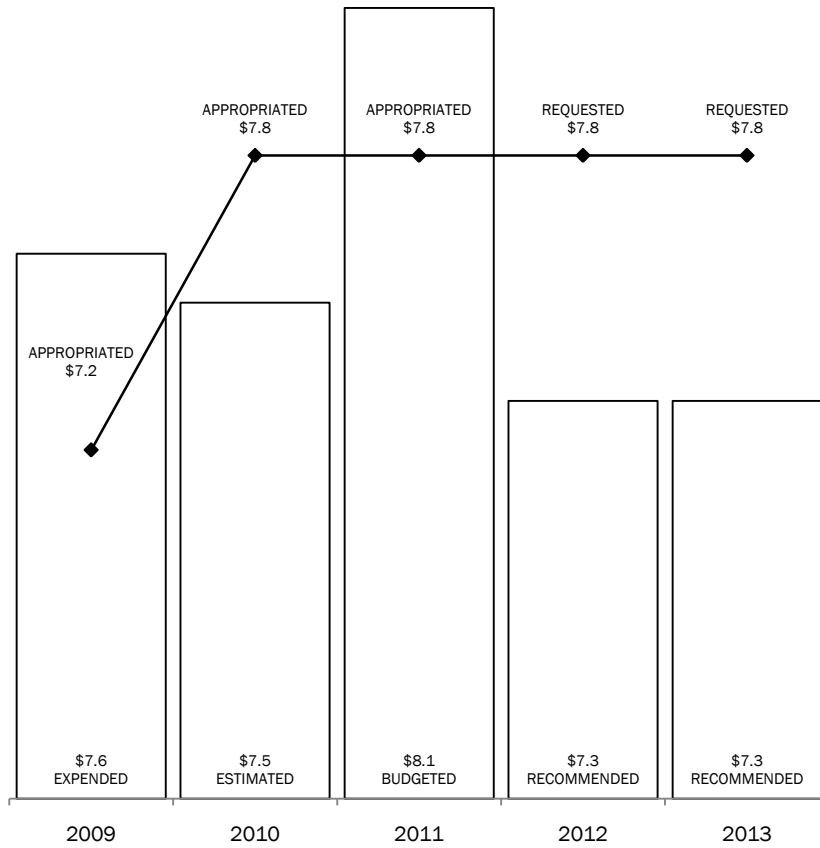 APPROPRIATED
$7.8
APPROPRIATED
$7.8
REQUESTED
$7.8
REQUESTED
$7.8
APPROPRIATED
$7.2
$7.6
EXPENDED
$7.5
ESTIMATED
$8.1
BUDGETED
$7.3
RECOMMENDED
$7.3
RECOMMENDED
2009
2010
2011
2012
2013